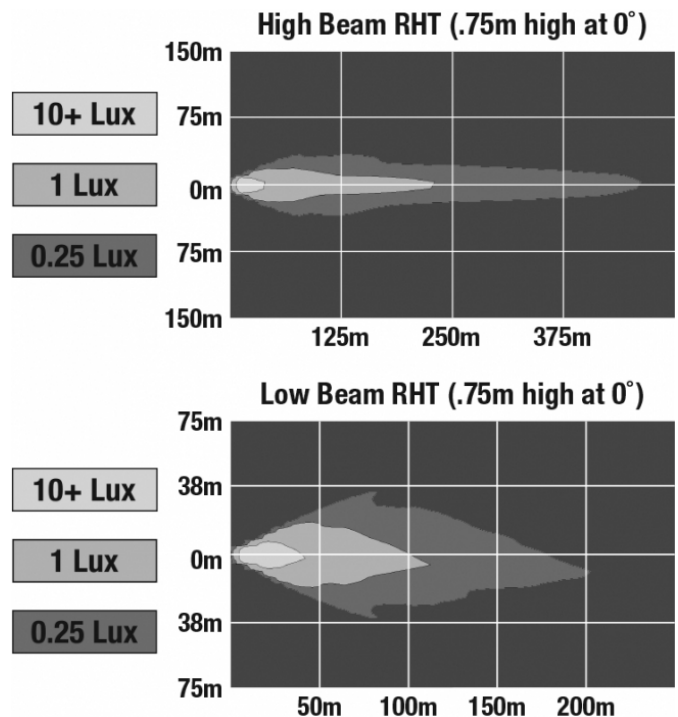 High Beam RHT (.75m high at 0°)
150m
10+ Lux
75m
1 Lux
0m
0.25 Lux
75m
150m
125m 250m 375m
Low Beam RHT (.75m high at 0°)
75m
10+ Lux
38m
1 Lux
0m
0.25 Lux
38m
75m
50m 100m 150m 200m